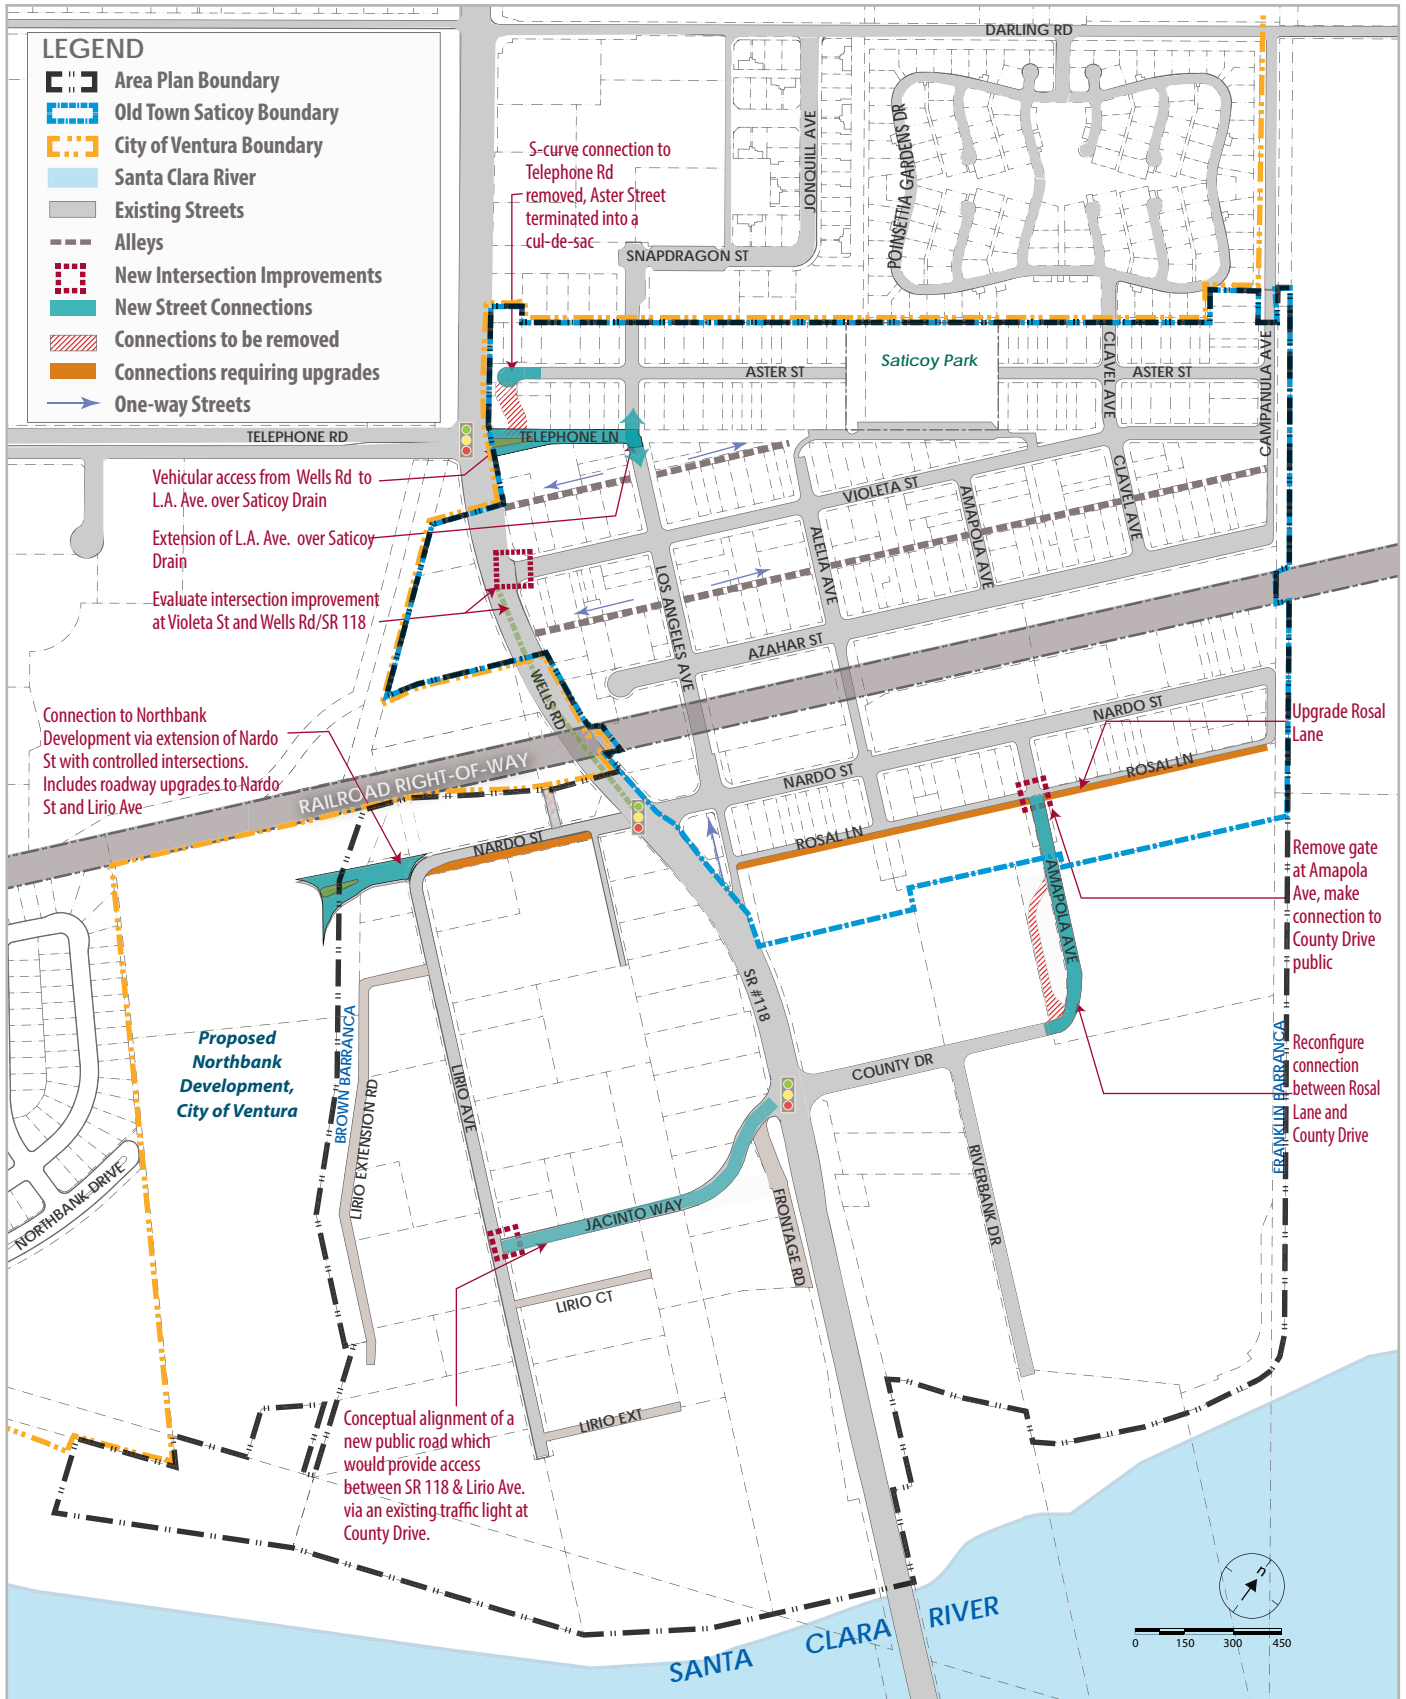 LEGEND
Area Plan Boundary
Old Town Saticoy Boundary
City of Ventura Boundary
Santa Clara River
Existing Streets
Alleys
New Intersection Improvements
New Street Connections
Connections to be removed
Connections requiring upgrades
One-way Streets
DARLING RD
JONQUILL AVE
POINSETTIA GARDENS DR
S-curve connection to
Telephone Rd
removed, Aster Street
terminated into a
cul-de-sac
SNAPDRAGON ST
Saticoy Park
ASTER ST
CLAVEL AVE
ASTER ST
CAMPANULA AVE
TELEPHONE RD
TELEPHONE LN
Vehicular access from Wells Rd to
L.A. Ave. over Saticoy Drain
Extension of L.A. Ave. over Saticoy
Drain
Evaluate intersection improvement
at Violeta St and Wells Rd/SR 118
VIOLETA ST
CLAVEL AVE
AMAPOLA AVE
ALELIA AVE
LOS ANGELES AVE
AZAHAR ST
WELLS RD
Connection to Northbank
Development via extension of Nardo
St with controlled intersections.
Includes roadway upgrades to Nardo
St and Lirio Ave
RAILROAD RIGHT-OF-WAY
NARDO ST
NARDO ST
NARDO ST
ROSAL LN
ROSAL LN
Upgrade Rosal
Lane
Remove gate
at Amapola
Ave, make
connection to
County Drive
public
AMAPOLA AVE
SR #118
Proposed
Northbank
Development,
City of Ventura
BROWN BARRANCA
LIRIO EXTENSION RD
LIRIO AVE
COUNTY DR
FRANKLIN BARRANCA
Reconfigure
connection
between Rosal
Lane and
County Drive
NORTHBANK DRIVE
JACINTO WAY
FRONTAGE RD
RIVERBANK DR
LIRIO CT
LIRIO EXT
Conceptual alignment of a
new public road which
would provide access
between SR 118 & Lirio Ave.
via an existing traffic light at
County Drive.
SANTA CLARA RIVER
n
0 150 300 450